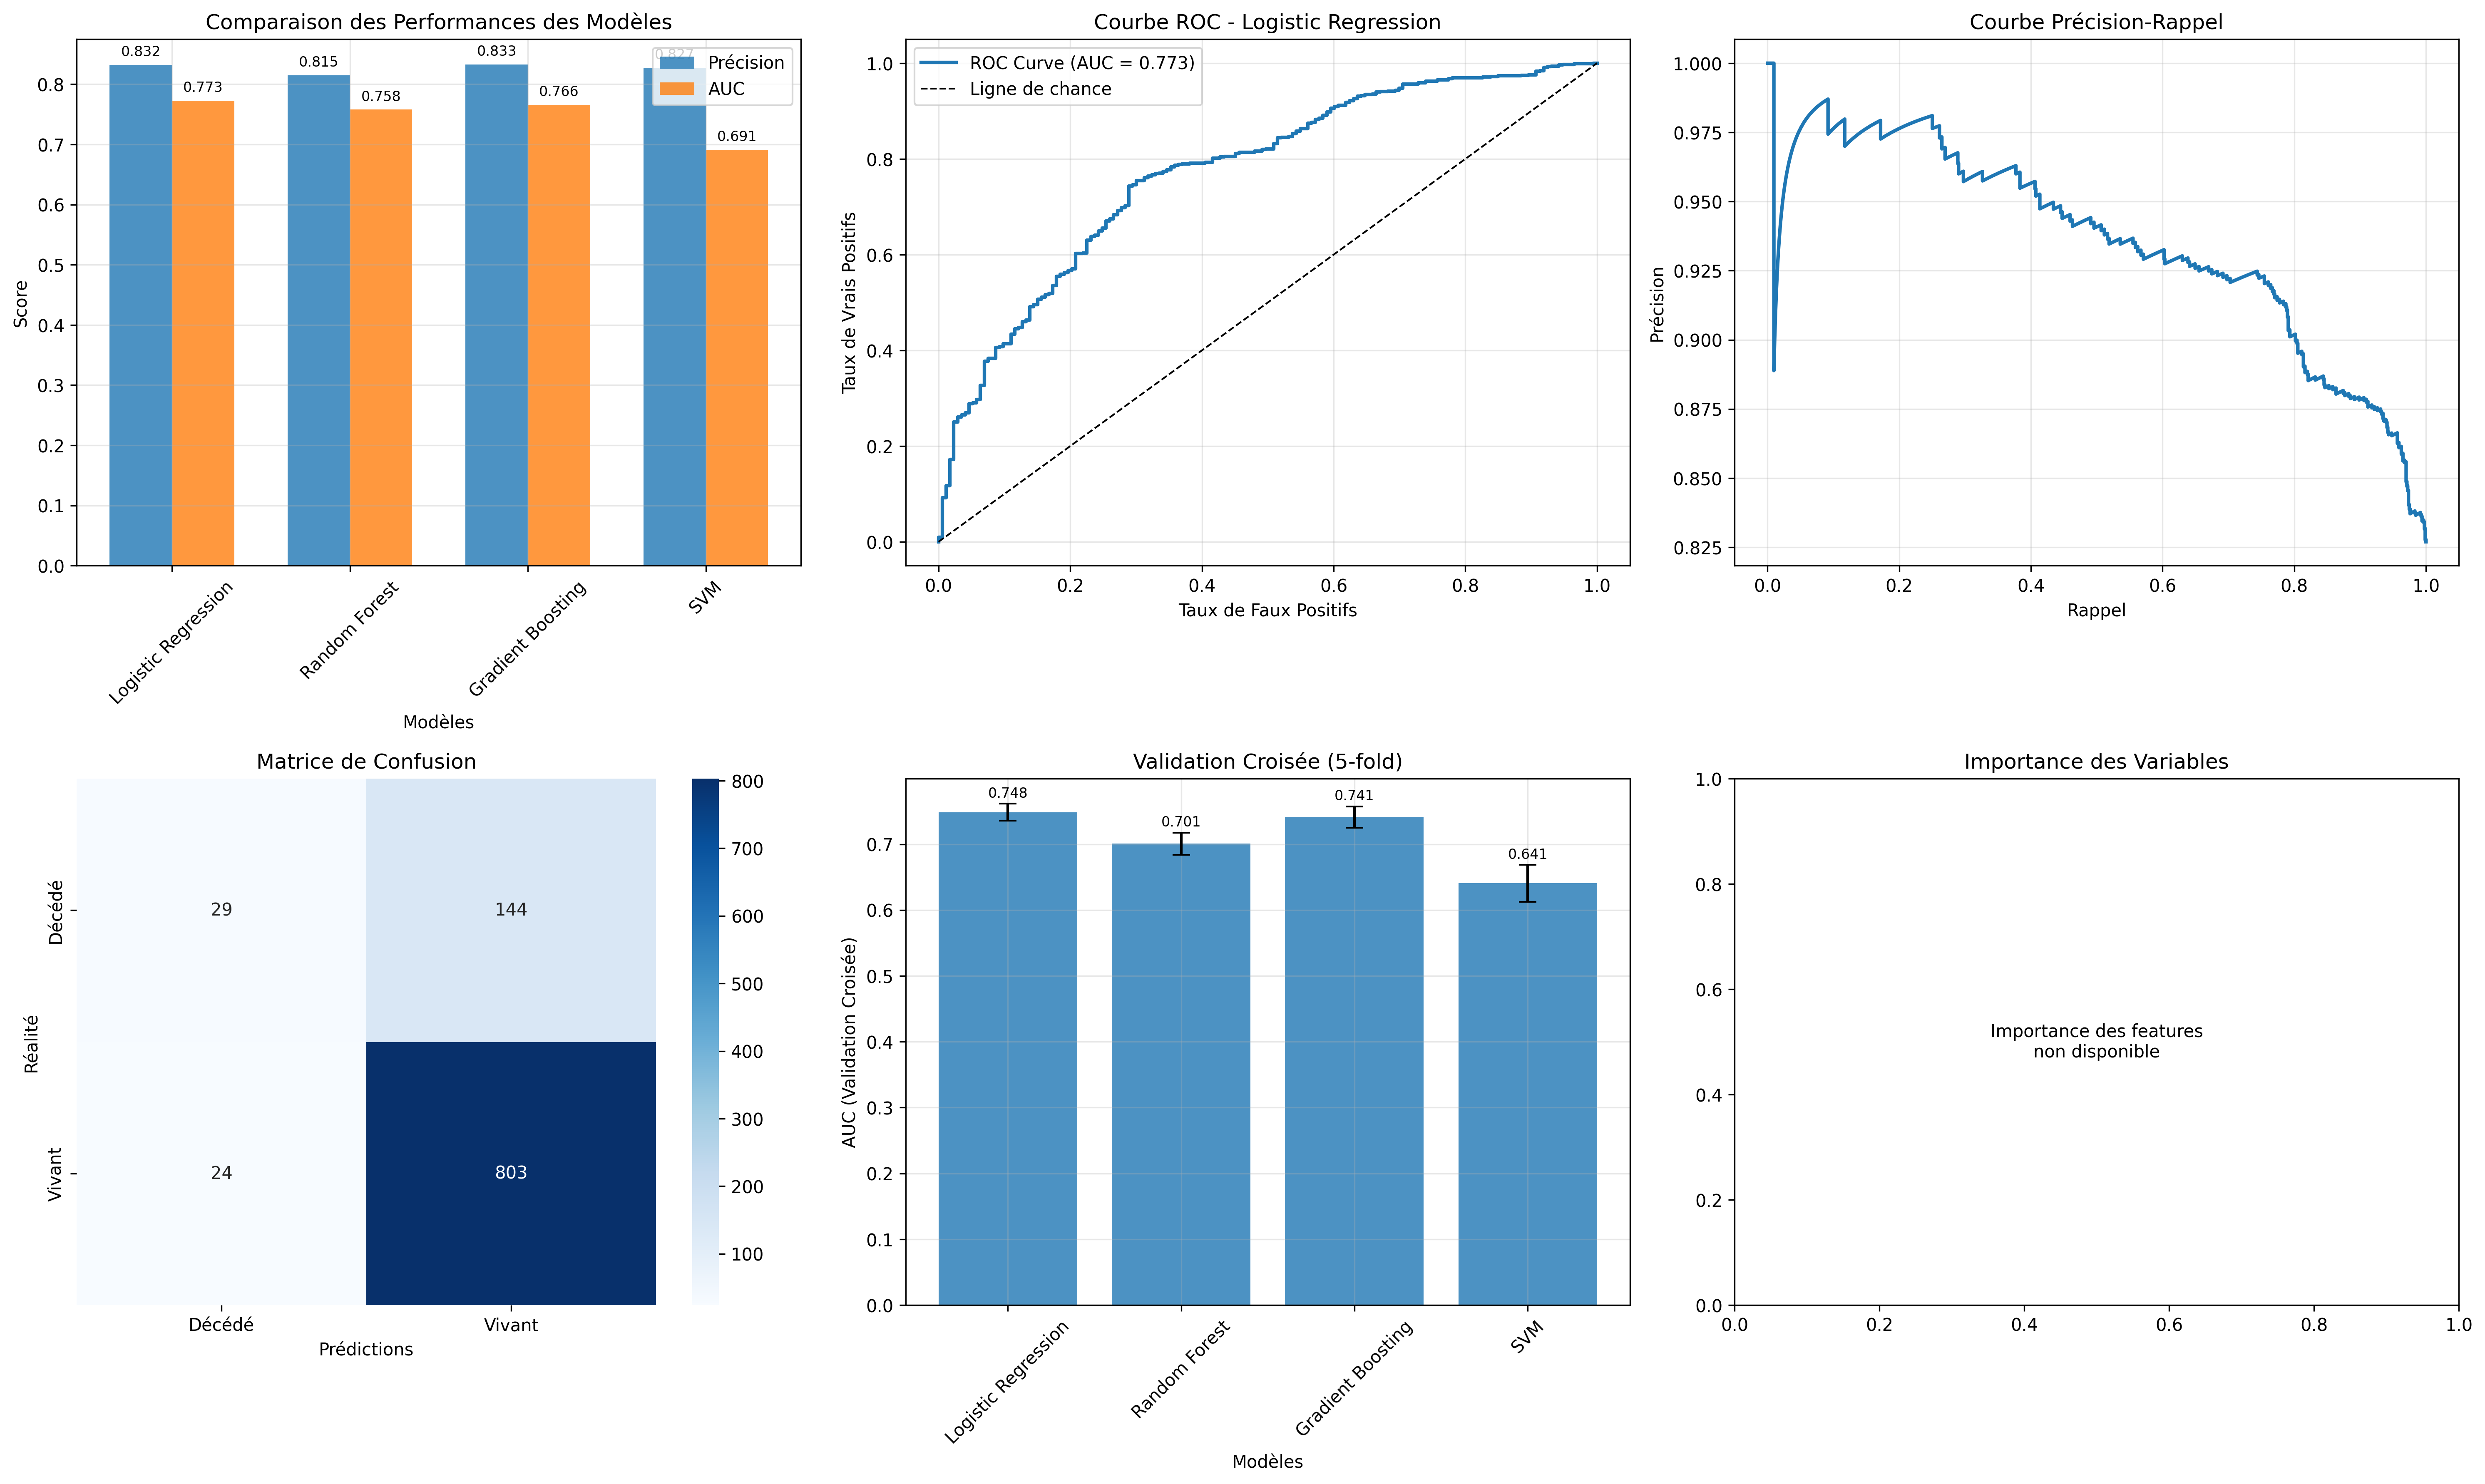 Comparaison des Performances des Modèles
0.832
0.773
0.815
0.758
0.833
0.766
0.827
0.691
Précision
AUC
0.8
0.7
0.6
0.5
0.4
0.3
0.2
0.1
0.0
Score
Logistic Regression
Random Forest
Gradient Boosting
SVM
Modèles
Courbe ROC - Logistic Regression
ROC Curve (AUC = 0.773)
Ligne de chance
1.0
0.8
0.6
0.4
0.2
0.0
Taux de Vrais Positifs
0.0 0.2 0.4 0.6 0.8 1.0
Taux de Faux Positifs
Courbe Précision-Rappel
1.000
0.975
0.950
0.925
0.900
0.875
0.850
0.825
Précision
0.0 0.2 0.4 0.6 0.8 1.0
Rappel
Matrice de Confusion
Réalité
Décédé
29 144
Vivant
24 803
Décédé Vivant
Prédictions
800
700
600
500
400
300
200
100
Validation Croisée (5-fold)
0.748
0.701
0.741
0.641
0.7
0.6
0.5
0.4
0.3
0.2
0.1
0.0
AUC (Validation Croisée)
Logistic Regression
Random Forest
Gradient Boosting
SVM
Modèles
Importance des Variables
1.0
0.8
0.6
0.4
0.2
0.0
Importance des features
non disponible
0.0 0.2 0.4 0.6 0.8 1.0